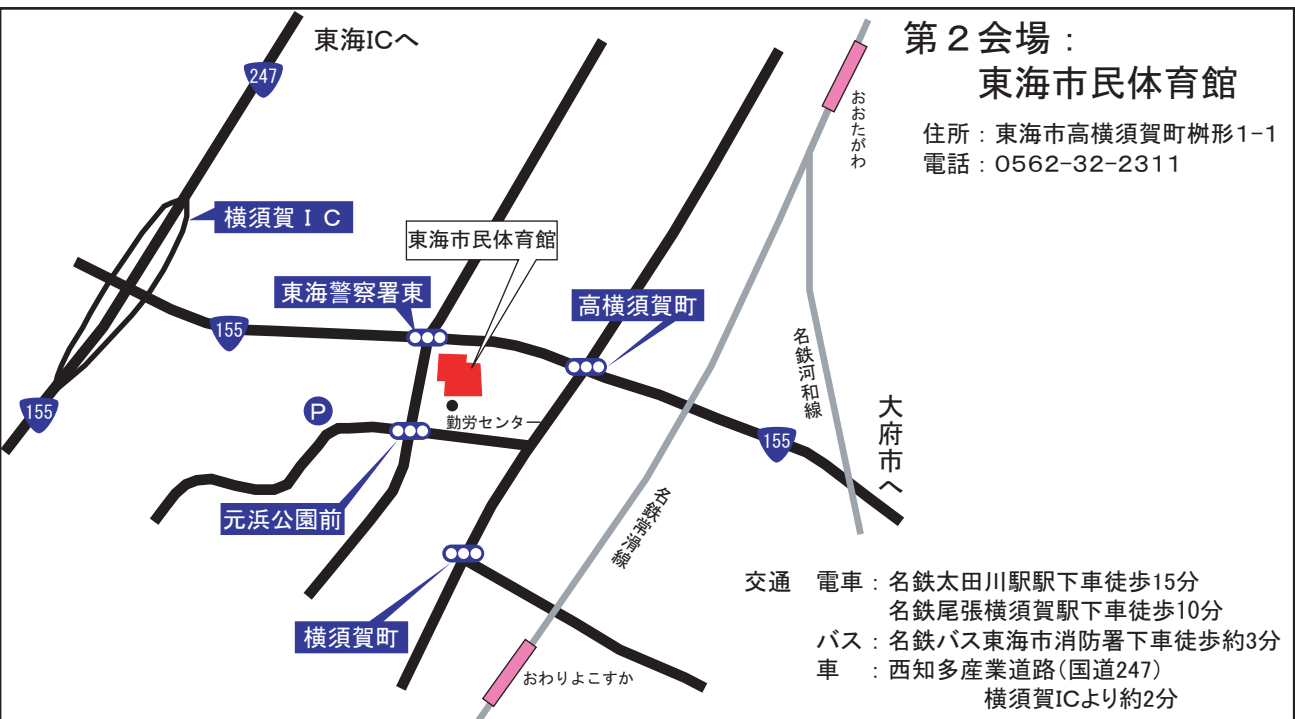 東海ICへ
第2会場：
東海市民体育館
住所：東海市高横須賀町桝形1-1
電話：0562-32-2311
247
おおたがわ
横須賀IC
東海市民体育館
東海警察署東
高横須賀町
155
155
P
勤労センター
名鉄河和線
大府市へ
155
元浜公園前
名鉄常滑線
横須賀町
おわりよこすか
交通　電車：名鉄太田川駅駅下車徒歩15分
名鉄尾張横須賀駅下車徒歩10分
バス：名鉄バス東海市消防署下車徒歩約3分
車　：西知多産業道路(国道247)
横須賀ICより約2分